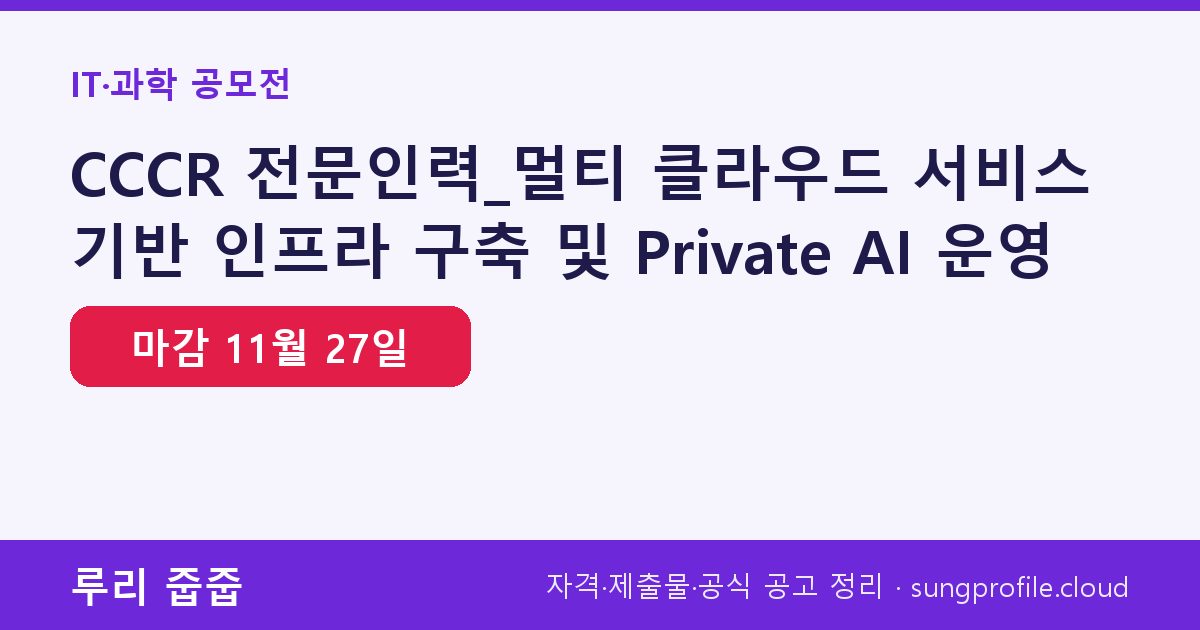 IT·과학 공모전
CCCR 전문인력_멀티 클라우드 서비스
기반 인프라 구축 및 Private AI 운영
마감 11월 27일
루리 줍줍
자격·제출물·공식 공고 정리 · sungprofile.cloud